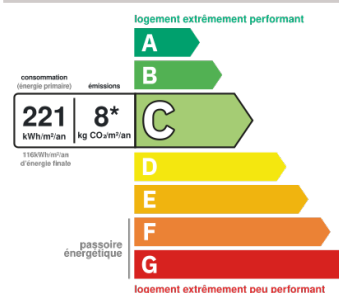 logement extrêmement performant
A
B
consommation
(énergie primaire)
émissions
221
kWh/m²/an
8*
kg CO₂/m²/an
C
116kWh/m²/an
d'énergie finale
D
E
F
passoire
énergétique
G
logement extrêmement peu performant